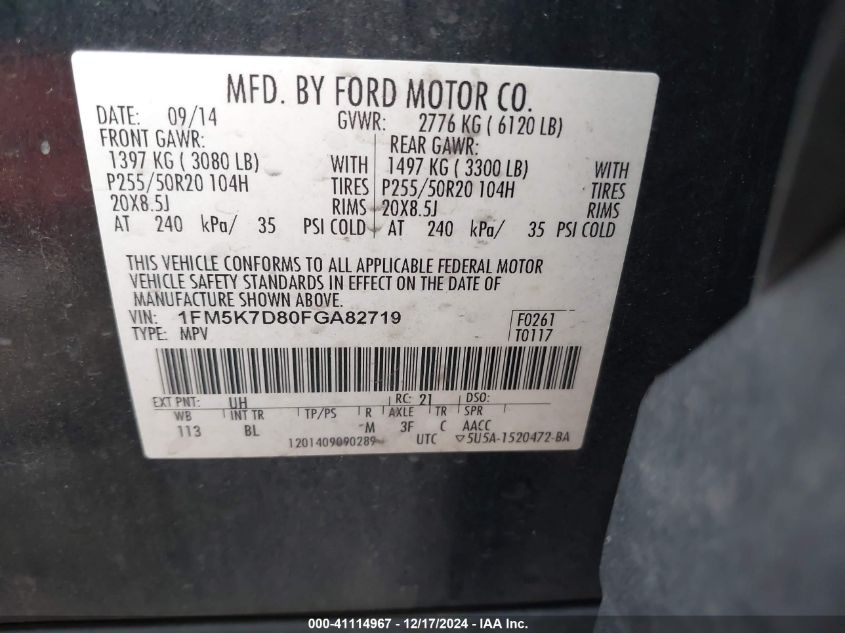 MFD. BY FORD MOTOR CO.
DATE: 09/14 GVWR: 2776 KG ( 6120 LB)
FRONT GAWR: REAR GAWR:
1397 KG ( 3080 LB) WITH 1497 KG ( 3300 LB) WITH
P255/50R20 104H TIRES P255/50R20 104H TIRES
20X8.5J RIMS 20X8.5J RIMS
AT 240 kPa/ 35 PSI COLD AT 240 kPa/ 35 PSI COLD
THIS VEHICLE CONFORMS TO ALL APPLICABLE FEDERAL MOTOR
VEHICLE SAFETY STANDARDS IN EFFECT ON THE DATE OF
MANUFACTURE SHOWN ABOVE.
VIN: 1FM5K7D80FGA82719 F0261
TYPE: MPV T0117
EXT PNT: UH RC: 21 DSO:
WB INT TR TP/PS R AXLE TR SPR
113 BL M 3F C AACC
1201409090289 UTC ▽5U5A-1520472-BA
000-41114967 - 12/17/2024 - IAA Inc.